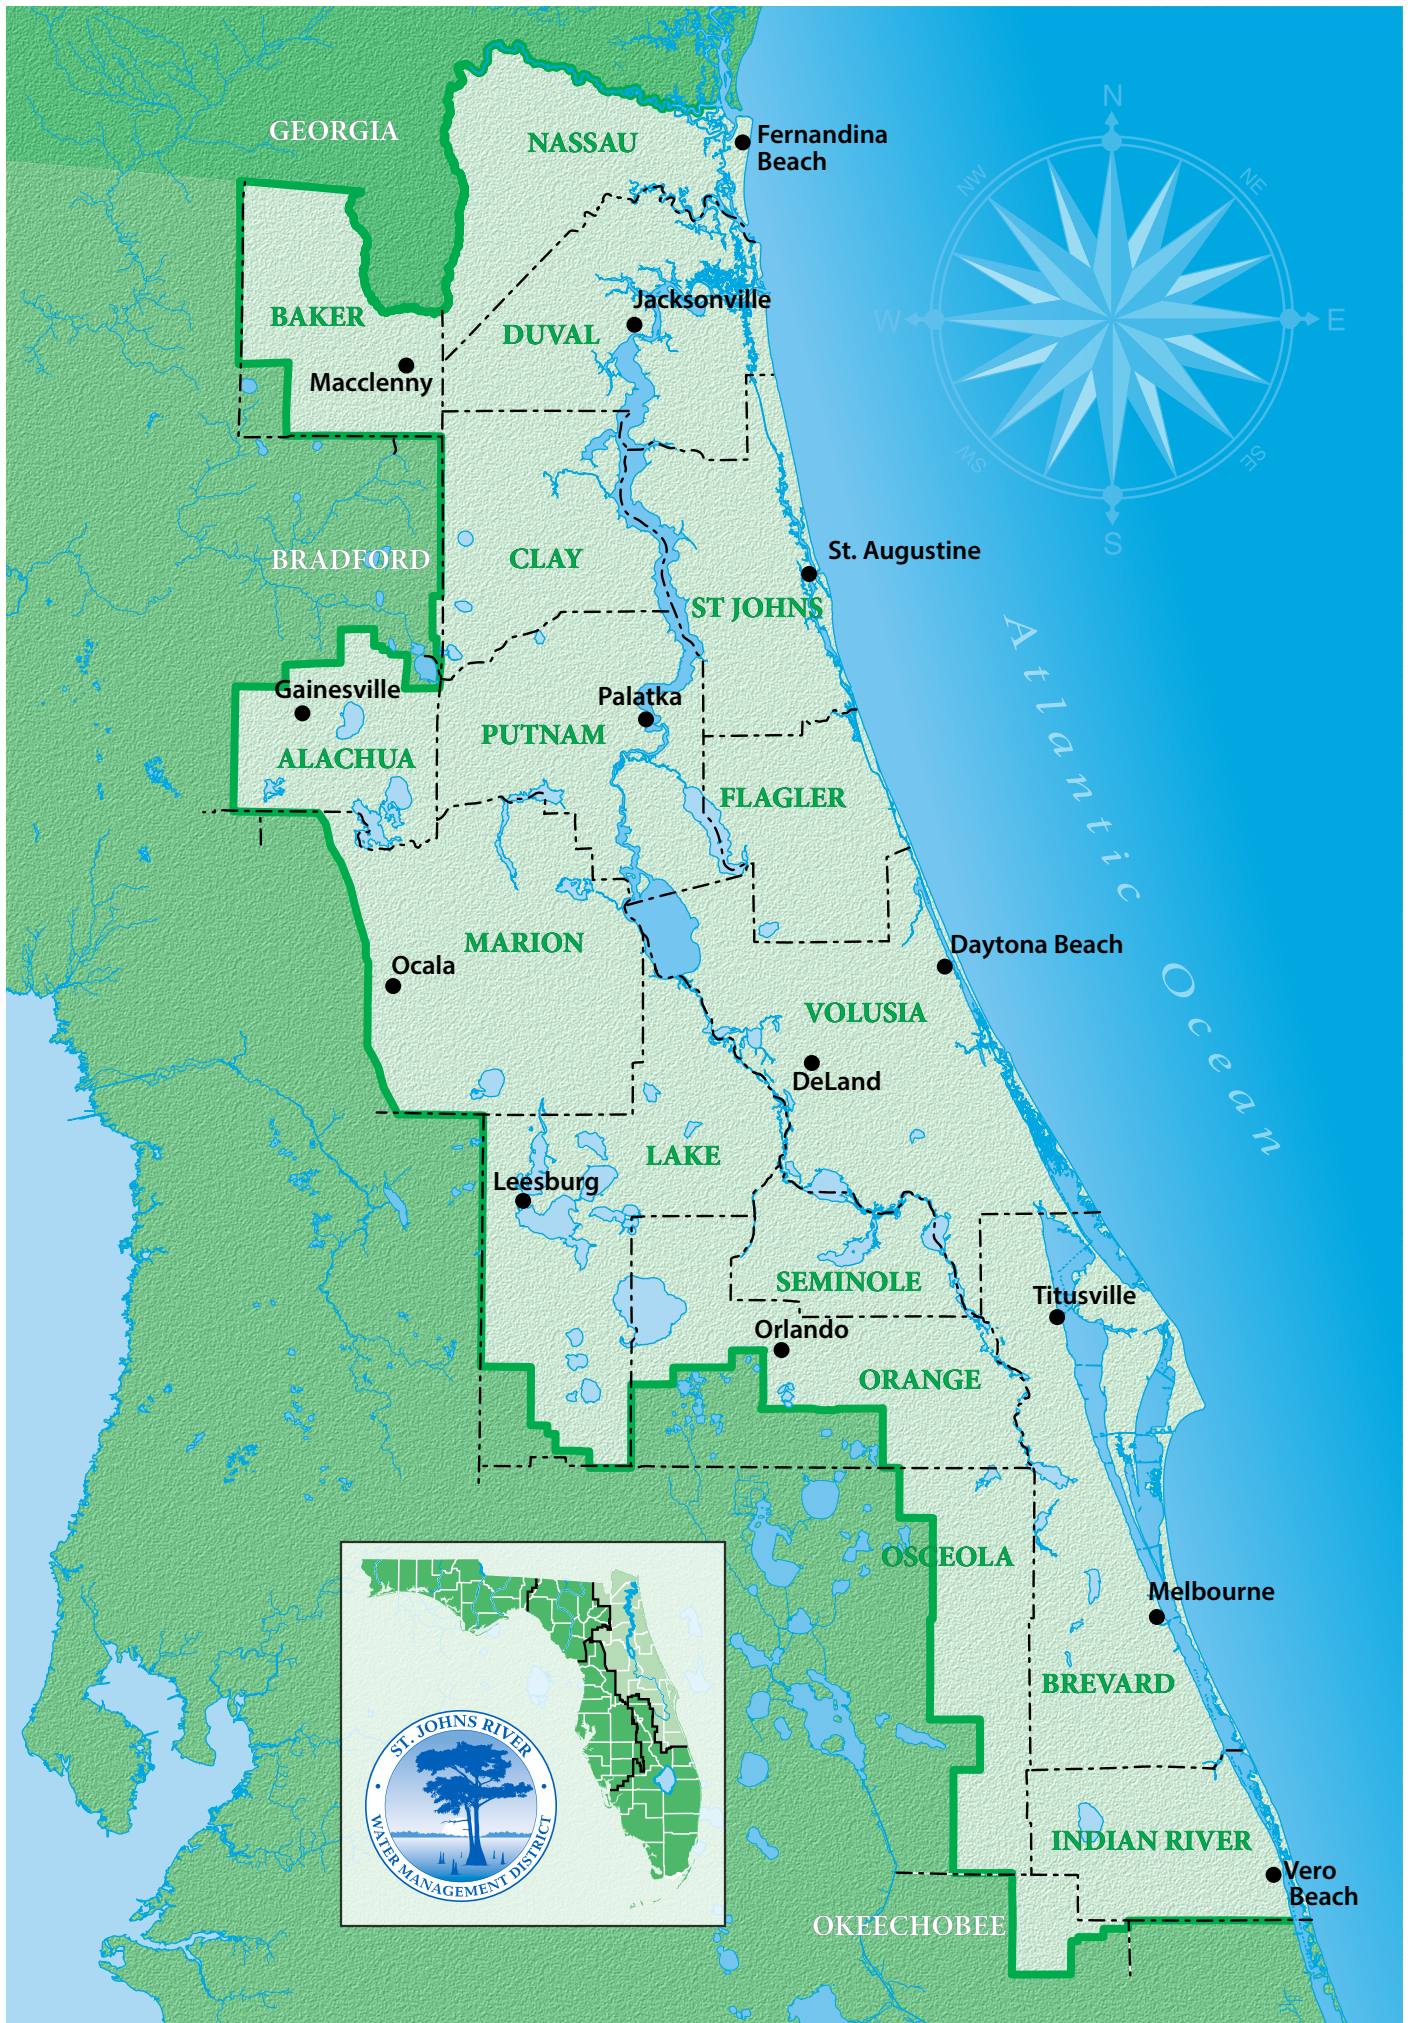 N
NW
NE
W
E
SW
SE
S
GEORGIA
NASSAU
Fernandina
Beach
BAKER
Jacksonville
DUVAL
Macclenny
BRADFORD
CLAY
St. Augustine
ST JOHNS
Atlantic Ocean
Gainesville
Palatka
ALACHUA
PUTNAM
FLAGLER
MARION
Ocala
Daytona Beach
VOLUSIA
DeLand
LAKE
Leesburg
SEMINOLE
Titusville
Orlando
ORANGE
OSCEOLA
Melbourne
BREVARD
INDIAN RIVER
Vero
Beach
OKEECHOBEE
ST. JOHNS RIVER
WATER MANAGEMENT DISTRICT